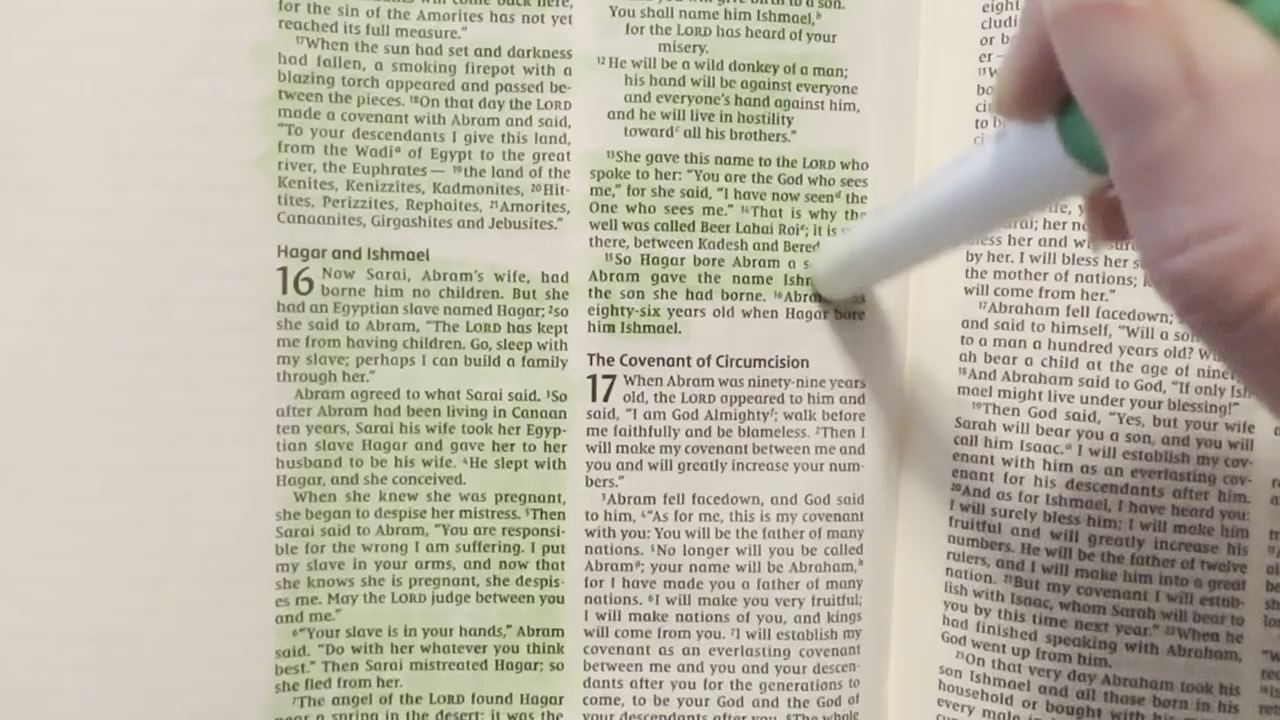 for the sin of the Amorites has not yet
reached its full measure.”
¹⁷When the sun had set and darkness
had fallen, a smoking firepot with a
blazing torch appeared and passed be-
tween the pieces. ¹⁸On that day the LORD
made a covenant with Abram and said,
“To your descendants I give this land,
from the Wadiᵃ of Egypt to the great
river, the Euphrates— ¹⁹the land of the
Kenites, Kenizzites, Kadmonites, ²⁰Hit-
tites, Perizzites, Rephaites, ²¹Amorites,
Canaanites, Girgashites and Jebusites.”
Hagar and Ishmael
16 Now Sarai, Abram’s wife, had
borne him no children. But she
had an Egyptian slave named Hagar; ²so
she said to Abram, “The LORD has kept
me from having children. Go, sleep with
my slave; perhaps I can build a family
through her.”
Abram agreed to what Sarai said. ³So
after Abram had been living in Canaan
ten years, Sarai his wife took her Egyp-
tian slave Hagar and gave her to her
husband to be his wife. ⁴He slept with
Hagar, and she conceived.
When she knew she was pregnant,
she began to despise her mistress. ⁵Then
Sarai said to Abram, “You are responsi-
ble for the wrong I am suffering. I put
my slave in your arms, and now that
she knows she is pregnant, she despis-
es me. May the LORD judge between you
and me.”
⁶“Your slave is in your hands,” Abram
said. “Do with her whatever you think
best.” Then Sarai mistreated Hagar; so
she fled from her.
⁷The angel of the LORD found Hagar
near a spring in the desert; it was the
You shall name him Ishmael,ᵇ
for the LORD has heard of your
misery.
¹²He will be a wild donkey of a man;
his hand will be against everyone
and everyone’s hand against him,
and he will live in hostility
towardᶜ all his brothers.”
¹³She gave this name to the LORD who
spoke to her: “You are the God who sees
me,” for she said, “I have now seenᵈ the
One who sees me.” ¹⁴That is why the
well was called Beer Lahai Roiᵉ; it is
there, between Kadesh and Bered
¹⁵So Hagar bore Abram a
Abram gave the name
the son she had borne. ¹⁶
eighty-six years old when Hagar bore
him Ishmael.
The Covenant of Circumcision
17 When Abram was ninety-nine years
old, the LORD appeared to him and
said, “I am God Almightyᶠ; walk before
me faithfully and be blameless. ²Then I
will make my covenant between me and
you and will greatly increase your num-
bers.”
³Abram fell facedown, and God said
to him, ⁴“As for me, this is my covenant
with you: You will be the father of many
nations. ⁵No longer will you be called
Abramᵍ; your name will be Abraham,ʰ
for I have made you a father of many
nations. ⁶I will make you very fruitful;
I will make nations of you, and kings
will come from you. ⁷I will establish my
covenant as an everlasting covenant
between me and you and your descen-
dants after you for the generations to
come, to be your God and the God of
your descendants after you. ⁸The whole
eight
or
to
her
bless her and
by her. I will bless her
the mother of nations;
will come from her.”
¹⁷Abraham fell facedown;
and said to himself, “Will a
to a man a hundred years old?
ah bear a child at the age of
¹⁸And Abraham said to God, “If only Ish-
mael might live under your blessing!”
¹⁹Then God said, “Yes, but your wife
Sarah will bear you a son, and you will
call him Isaac.ᵃ I will establish my cov-
enant with him as an everlasting cov-
enant for his descendants after him.
²⁰And as for Ishmael, I have heard you:
I will surely bless him; I will make him
fruitful and will greatly increase his
numbers. He will be the father of twelve
rulers, and I will make him into a great
nation. ²¹But my covenant I will estab-
lish with Isaac, whom Sarah will bear to
you by this time next year.” ²²When he
had finished speaking with Abraham,
God went up from him.
²³On that very day Abraham took his
son Ishmael and all those born in his
household or bought with his
every male in